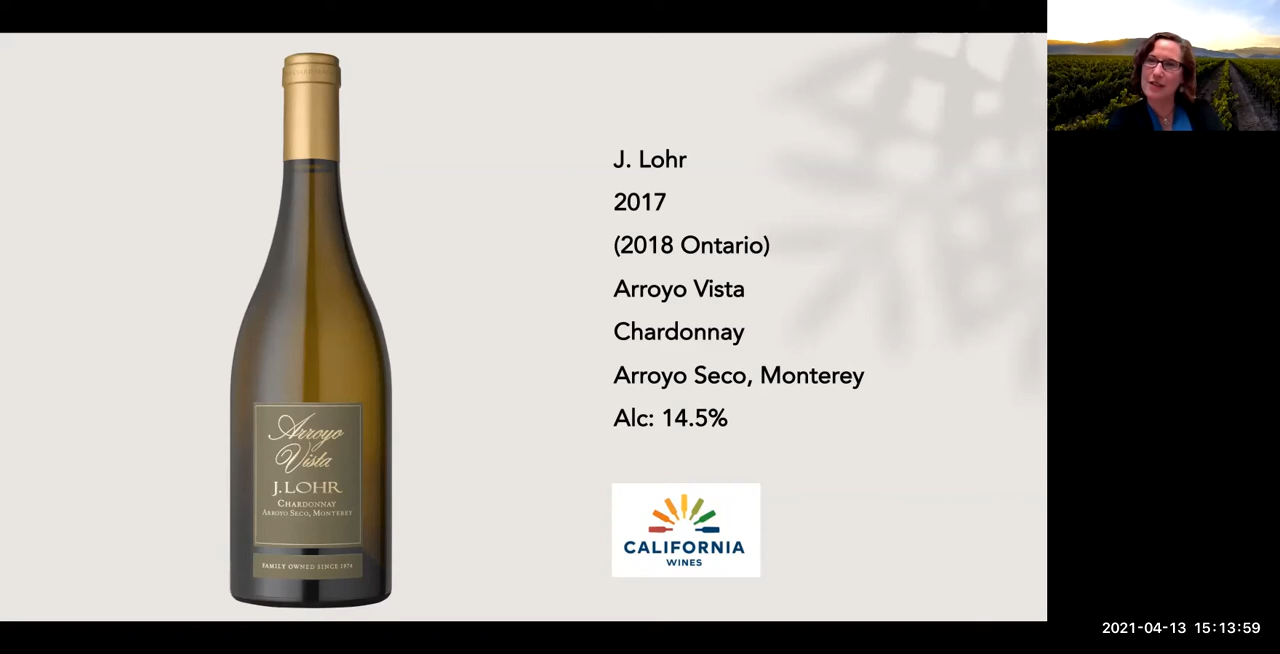 J. Lohr
2017
(2018 Ontario)
Arroyo Vista
Chardonnay
Arroyo Seco, Monterey
Alc: 14.5%
Arroyo
Vista
J. LOHR
CHARDONNAY
ARROYO SECO, MONTEREY
FAMILY OWNED SINCE 1974
CALIFORNIA
WINES
2021-04-13 15:13:59